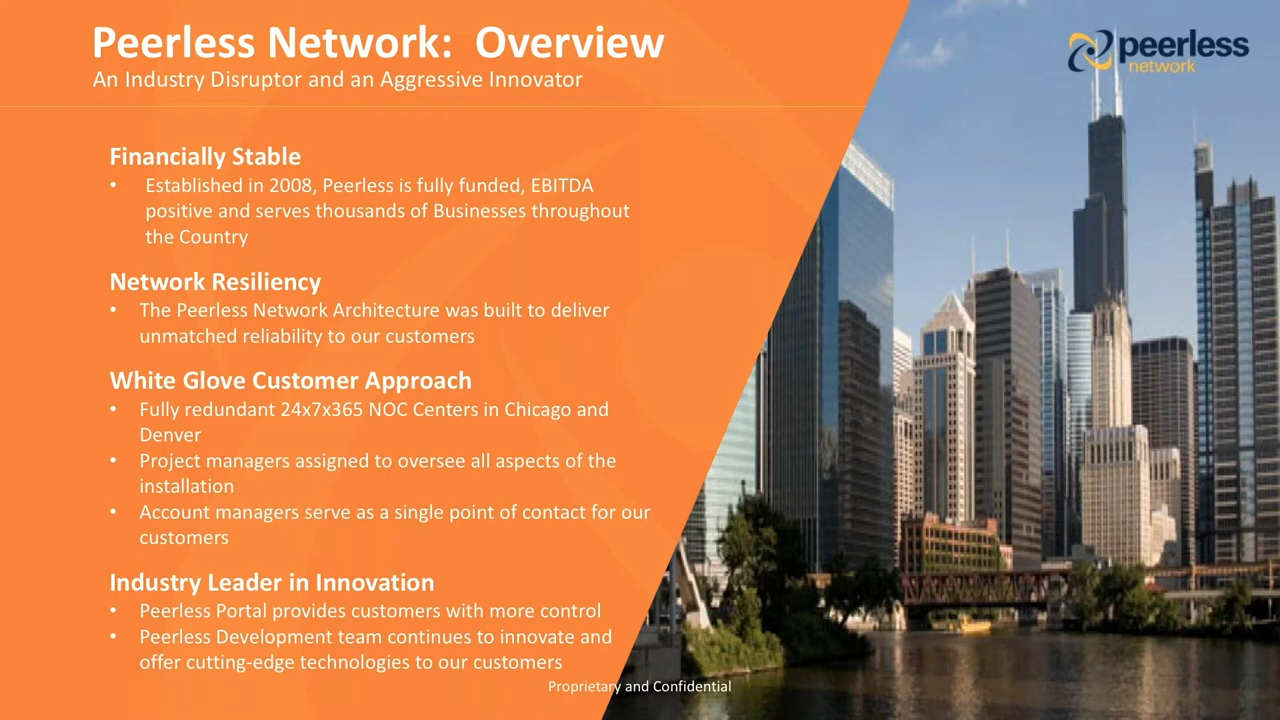 Peerless Network:  Overview
An Industry Disruptor and an Aggressive Innovator
peerless
network
Financially Stable
• Established in 2008, Peerless is fully funded, EBITDA
positive and serves thousands of Businesses throughout
the Country
Network Resiliency
• The Peerless Network Architecture was built to deliver
unmatched reliability to our customers
White Glove Customer Approach
• Fully redundant 24x7x365 NOC Centers in Chicago and
Denver
• Project managers assigned to oversee all aspects of the
installation
• Account managers serve as a single point of contact for our
customers
Industry Leader in Innovation
• Peerless Portal provides customers with more control
• Peerless Development team continues to innovate and
offer cutting-edge technologies to our customers
Proprietary and Confidential